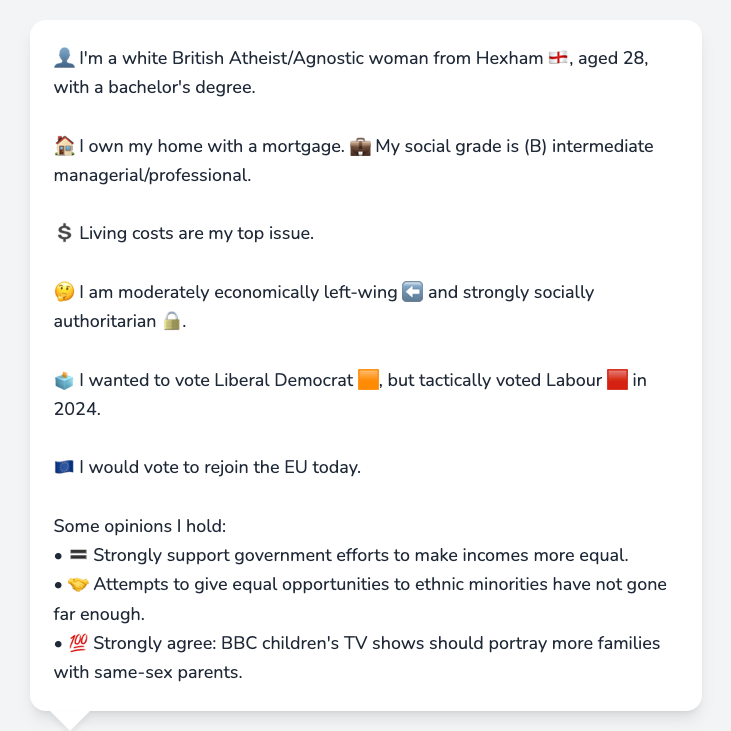 👤 I'm a white British Atheist/Agnostic woman from Hexham 🏴󠁧󠁢󠁥󠁮󠁧󠁿, aged 28,
with a bachelor's degree.
🏠 I own my home with a mortgage. 💼 My social grade is (B) intermediate
managerial/professional.
💲 Living costs are my top issue.
🤔 I am moderately economically left-wing ⬅️ and strongly socially
authoritarian 🔒.
🗳️ I wanted to vote Liberal Democrat 🟧, but tactically voted Labour 🟥 in
2024.
🇪🇺 I would vote to rejoin the EU today.
Some opinions I hold:
• 🟰 Strongly support government efforts to make incomes more equal.
• 🤝 Attempts to give equal opportunities to ethnic minorities have not gone
far enough.
• 💯 Strongly agree: BBC children's TV shows should portray more families
with same-sex parents.